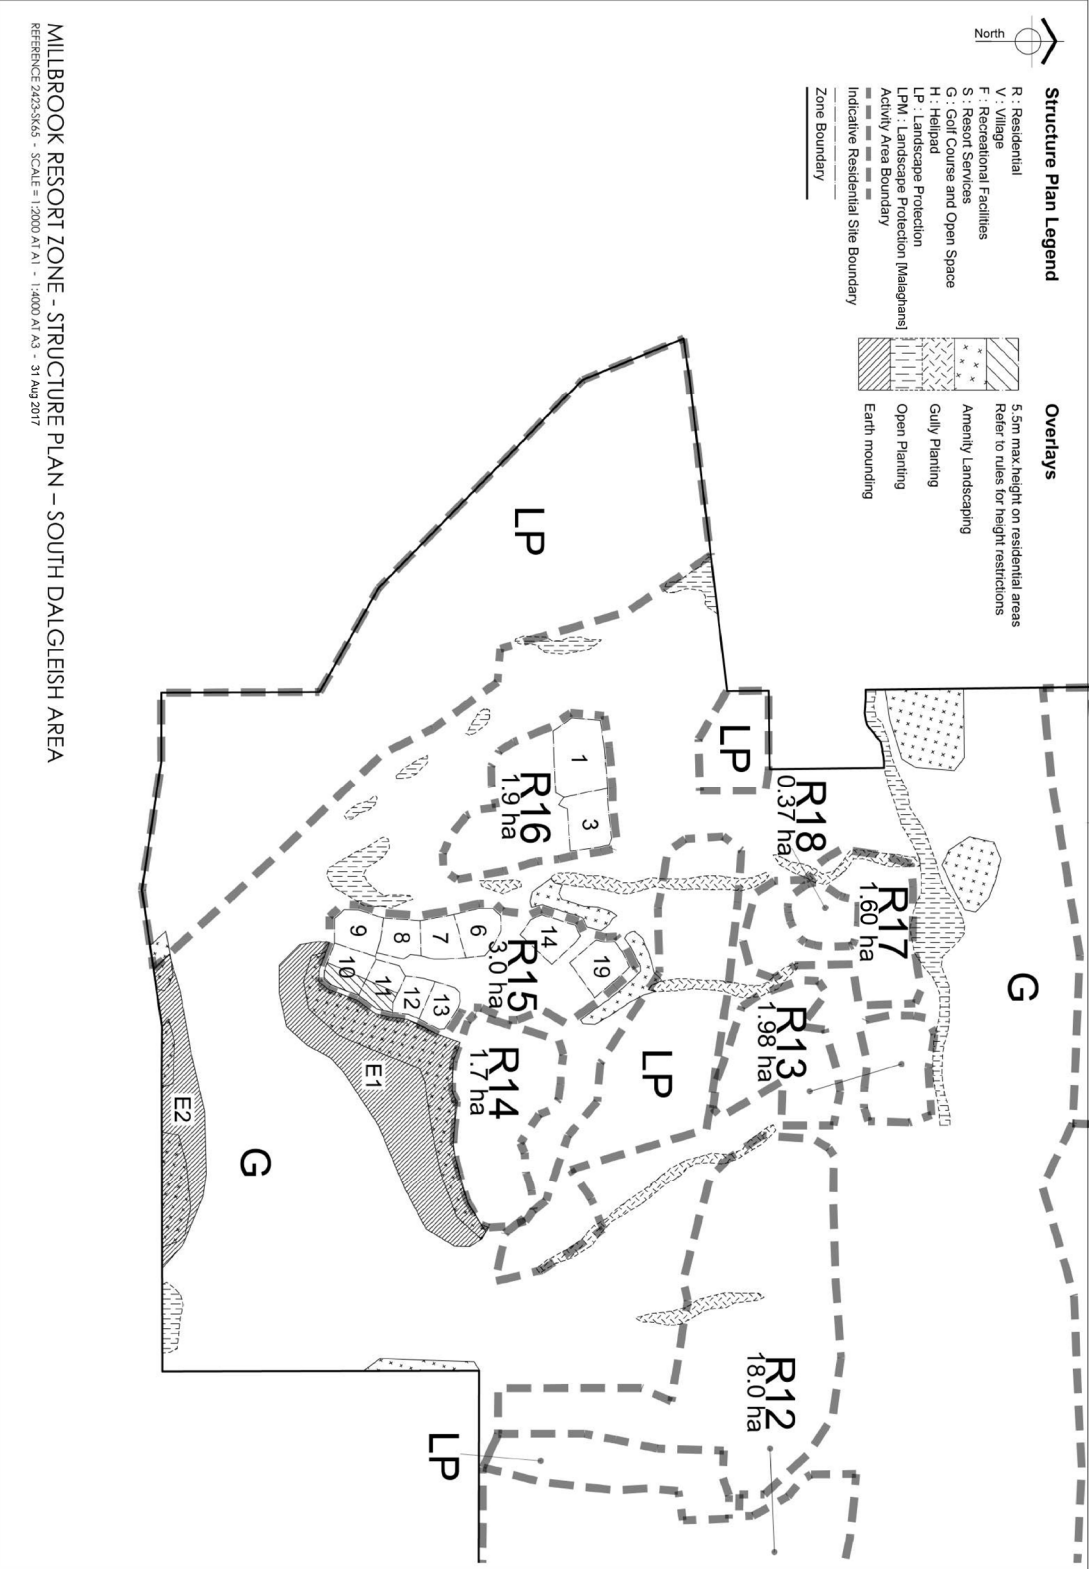 North
Structure Plan Legend
R : Residential
V : Village
F : Recreational Facilities
S : Resort Services
G : Golf Course and Open Space
H : Helipad
LP : Landscape Protection
LPM : Landscape Protection [Malaghans]
Activity Area Boundary
Indicative Residential Site Boundary
Zone Boundary
Overlays
5.5m max.height on residential areas
Refer to rules for height restrictions
Amenity Landscaping
Gully Planting
Open Planting
Earth mounding
G
LP
LP
R18
0.37 ha
R17
1.60 ha
R16
1.9 ha
1
3
R13
1.98 ha
LP
R15
3.0 ha
14
19
6
7
8
9
10
11
12
13
R14
1.7 ha
E1
E2
G
R12
18.0 ha
LP
MILLBROOK RESORT ZONE - STRUCTURE PLAN – SOUTH DALGLEISH AREA
REFERENCE 2423-SK65 - SCALE = 1:2000 AT A1 - 1:4000 AT A3 - 31 Aug 2017